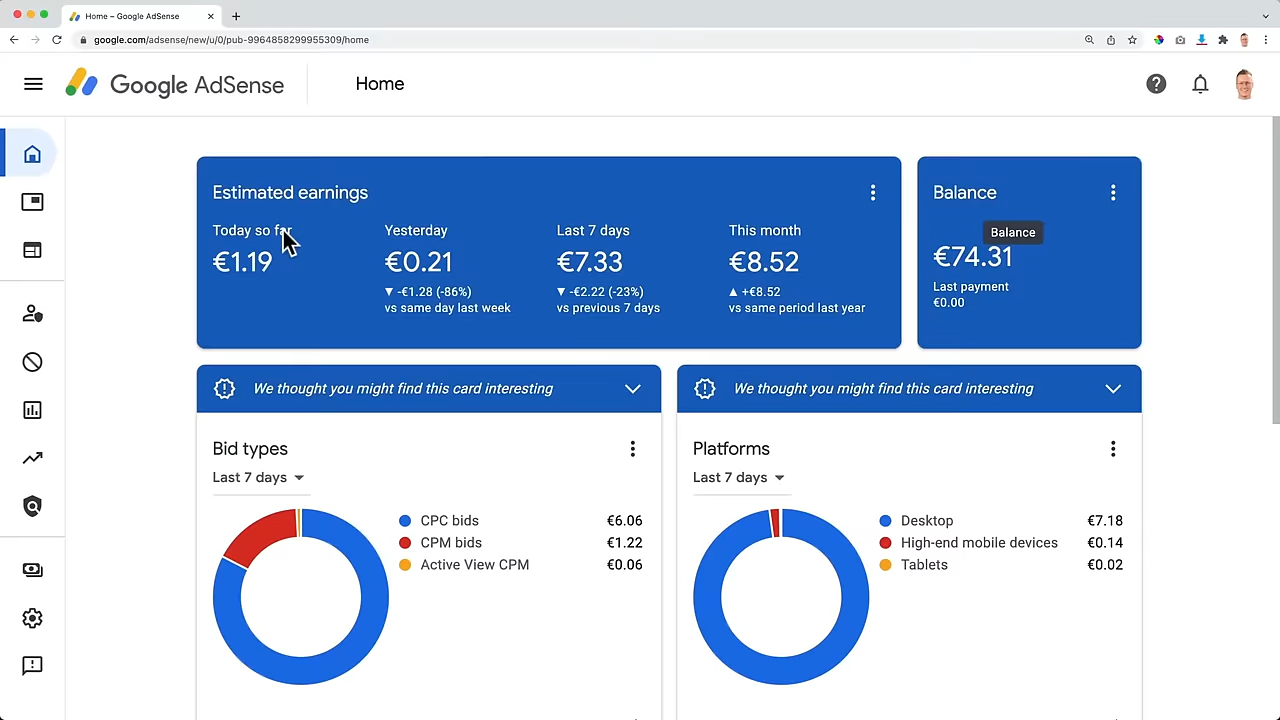 Home – Google AdSense
google.com/adsense/new/u/0/pub-9964858299955309/home
Google AdSense
Home
Estimated earnings
Today so far
€1.19
Yesterday
€0.21
-€1.28 (-86%)
vs same day last week
Last 7 days
€7.33
-€2.22 (-23%)
vs previous 7 days
This month
€8.52
+€8.52
vs same period last year
Balance
Balance
€74.31
Last payment
€0.00
We thought you might find this card interesting
Bid types
Last 7 days
CPC bids €6.06
CPM bids €1.22
Active View CPM €0.06
We thought you might find this card interesting
Platforms
Last 7 days
Desktop €7.18
High-end mobile devices €0.14
Tablets €0.02